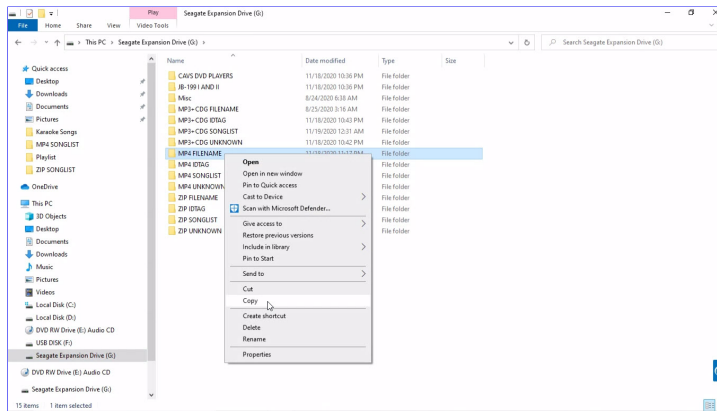 Play
Seagate Expansion Drive (G:)
File
Home
Share
View
Video Tools
This PC
Seagate Expansion Drive (G:)
Search Seagate Expansion Drive (G:)
Name
Date modified
Type
Size
Quick access
Desktop
Downloads
Documents
Pictures
Karaoke Songs
MP4 SONGLIST
Playlist
ZIP SONGLIST
OneDrive
This PC
3D Objects
Desktop
Documents
Downloads
Music
Pictures
Videos
Local Disk (C:)
Local Disk (D:)
DVD RW Drive (E:) Audio CD
USB DISK (F:)
Seagate Expansion Drive (G:)
DVD RW Drive (E:) Audio CD
Seagate Expansion Drive (G:)
CAVS DVD PLAYERS 11/18/2020 10:36 PM File folder
JB-199 I AND II 11/18/2020 10:36 PM File folder
Misc 8/24/2020 6:38 AM File folder
MP3+CDG FILENAME 8/25/2020 3:16 AM File folder
MP3+CDG IDTAG 11/18/2020 10:43 PM File folder
MP3+CDG SONGLIST 11/19/2020 12:31 AM File folder
MP3+CDG UNKNOWN 11/18/2020 10:42 PM File folder
MP4 FILENAME 11/18/2020 11:17 PM File folder
MP4 IDTAG File folder
MP4 SONGLIST File folder
MP4 UNKNOWN File folder
ZIP FILENAME File folder
ZIP IDTAG File folder
ZIP SONGLIST File folder
ZIP UNKNOWN File folder
Open
Open in new window
Pin to Quick access
Cast to Device
Scan with Microsoft Defender...
Give access to
Restore previous versions
Include in library
Pin to Start
Send to
Cut
Copy
Create shortcut
Delete
Rename
Properties
15 items 1 item selected